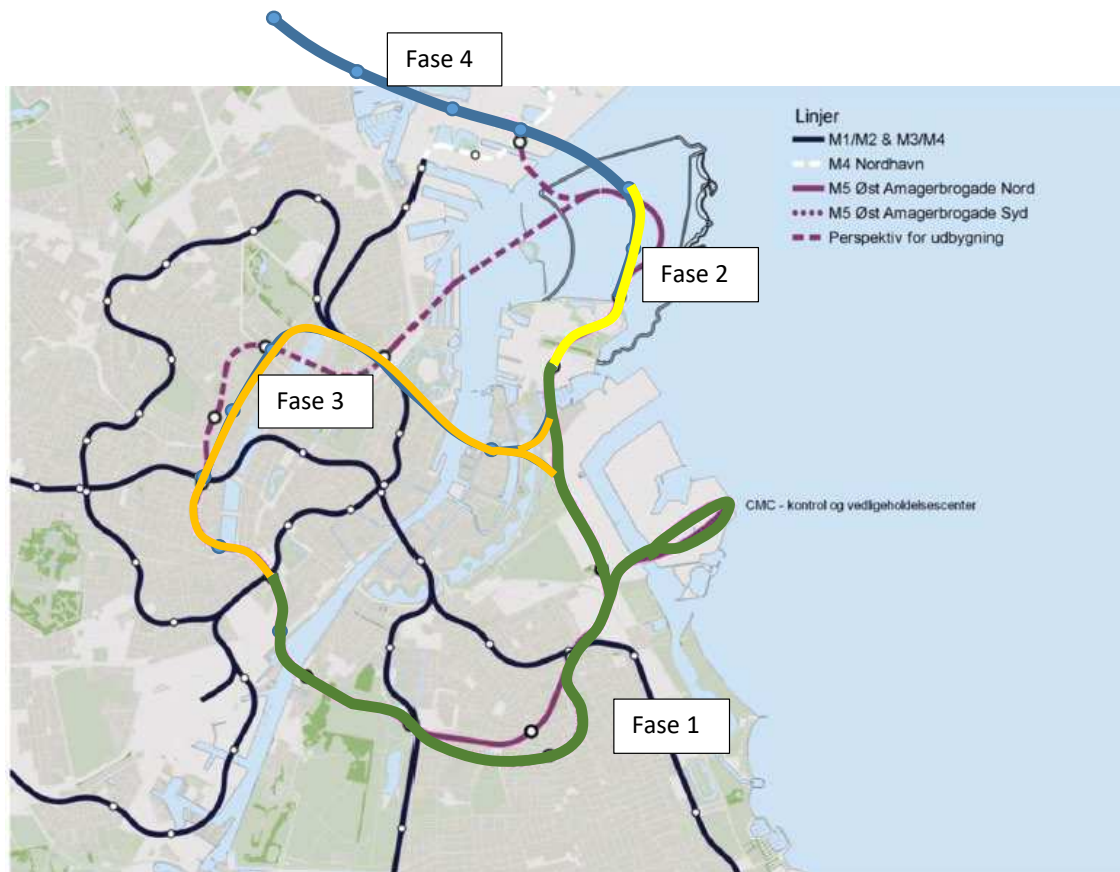 Fase 4
Linjer
M1/M2 & M3/M4
M4 Nordhavn
M5 Øst Amagerbrogade Nord
M5 Øst Amagerbrogade Syd
Perspektiv for udbygning
Fase 2
Fase 3
CMC - kontrol og vedligeholdelsescenter
Fase 1